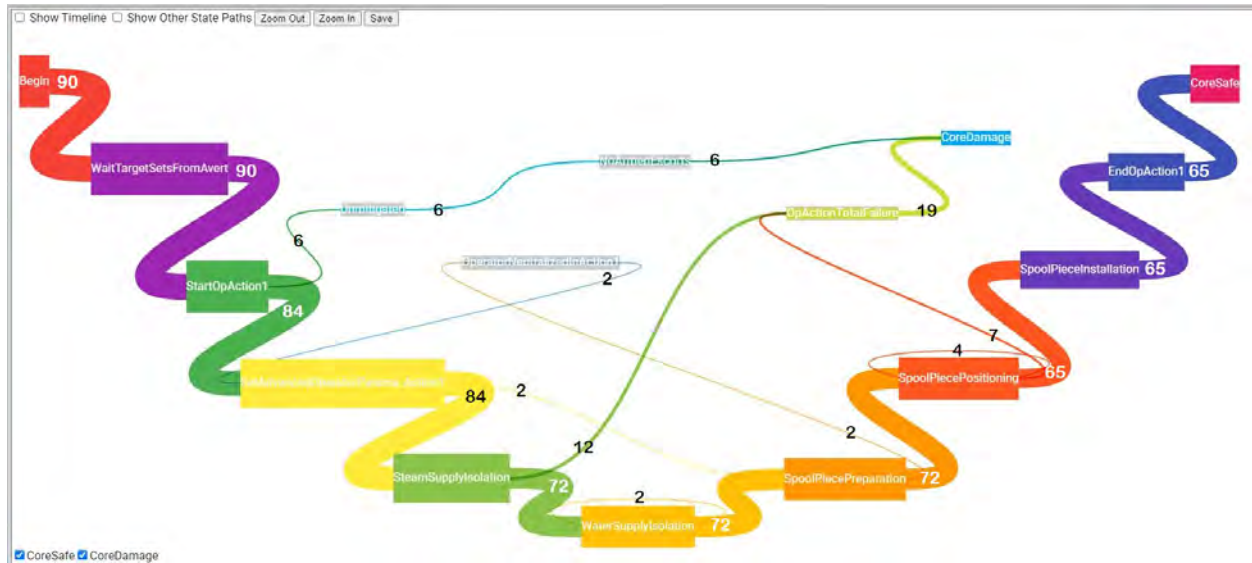 Show Timeline Show Other State Paths Zoom Out Zoom In Save
Begin
90
CoreSafe
CoreDamage
6
WaitTargetSetsFromAvert
90
EndOpAction1
65
6
OpActionTotalFailure
19
6
StartOpAction1
84
2
SpoolPieceInstallation
65
7
4
SpoolPiecePositioning
65
84
2
2
12
SteamSupplyIsolation
72
SpoolPiecePreparation
72
2
WaterSupplyIsolation
72
CoreSafe CoreDamage